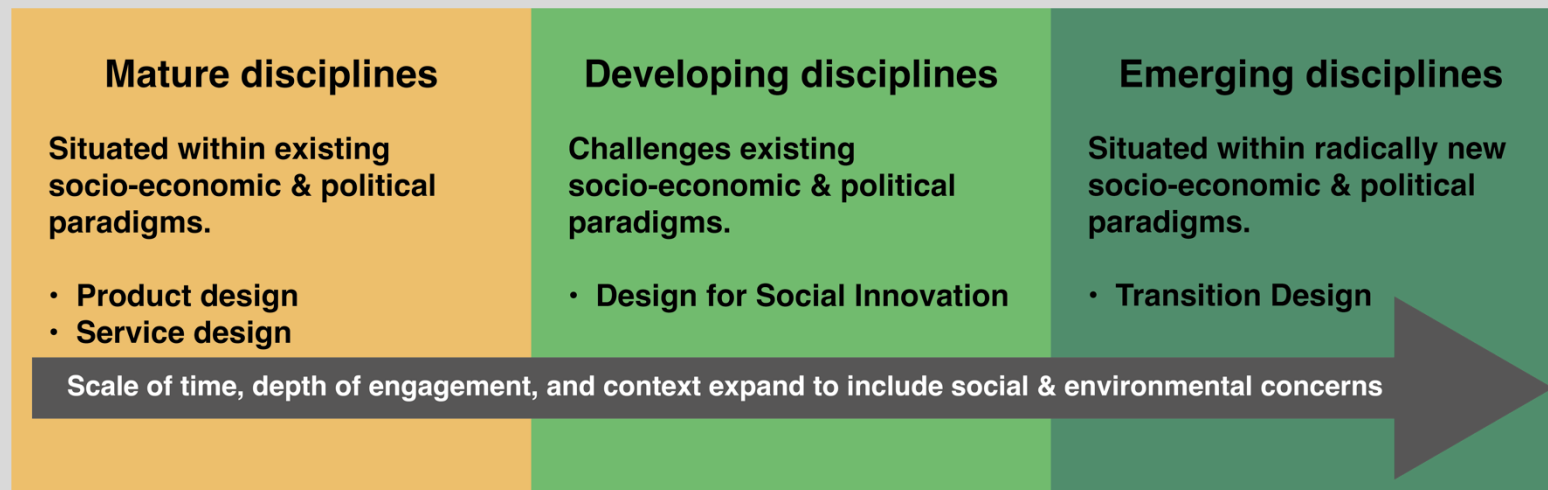 Mature disciplines
Situated within existing
socio-economic & political
paradigms.
• Product design
• Service design
Developing disciplines
Challenges existing
socio-economic & political
paradigms.
• Design for Social Innovation
Emerging disciplines
Situated within radically new
socio-economic & political
paradigms.
• Transition Design
Scale of time, depth of engagement, and context expand to include social & environmental concerns